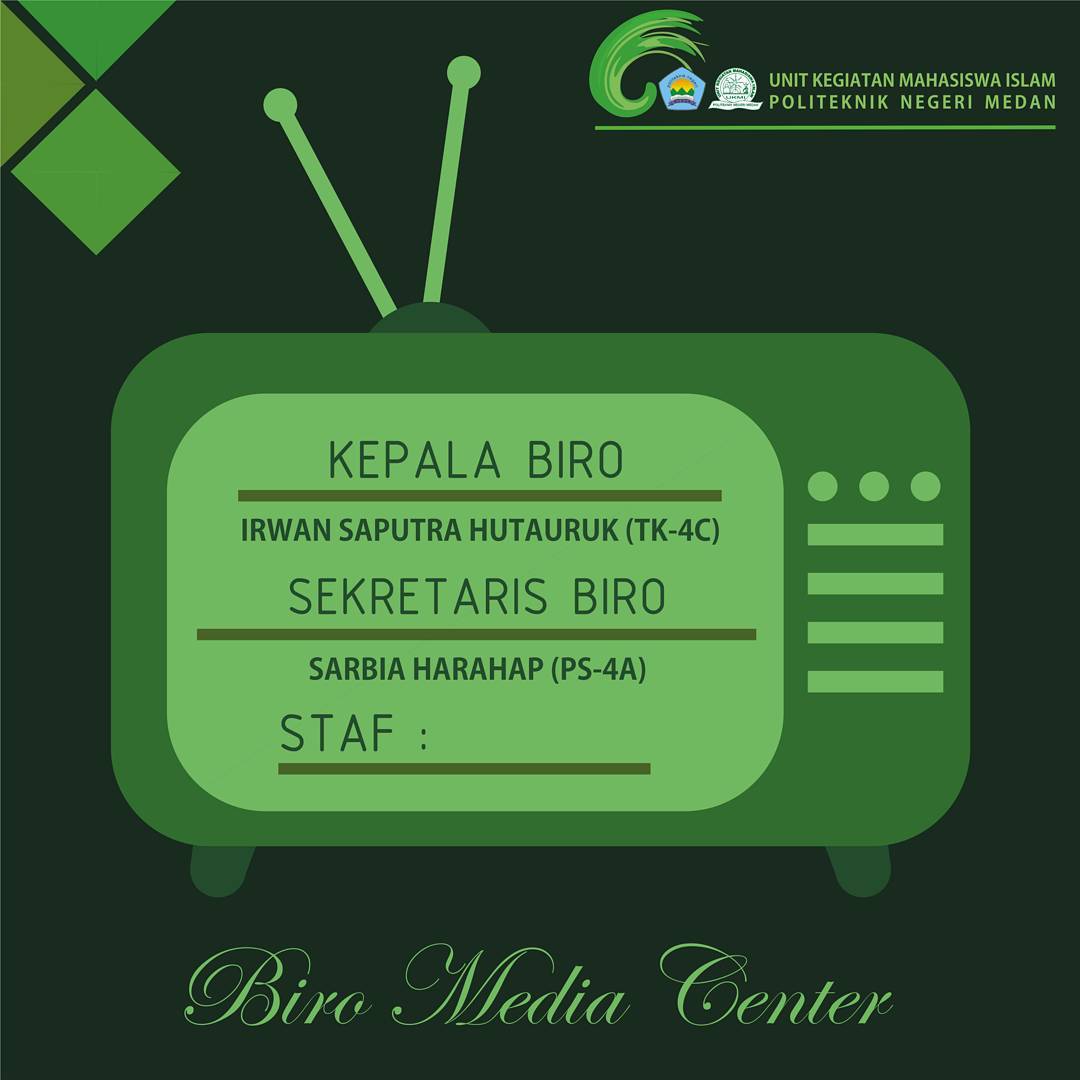 UNIT KEGIATAN MAHASISWA ISLAM
POLITEKNIK NEGERI MEDAN
KEPALA BIRO
IRWAN SAPUTRA HUTAURUK (TK-4C)
SEKRETARIS BIRO
SARBIA HARAHAP (PS-4A)
STAF :
Biro Media Center